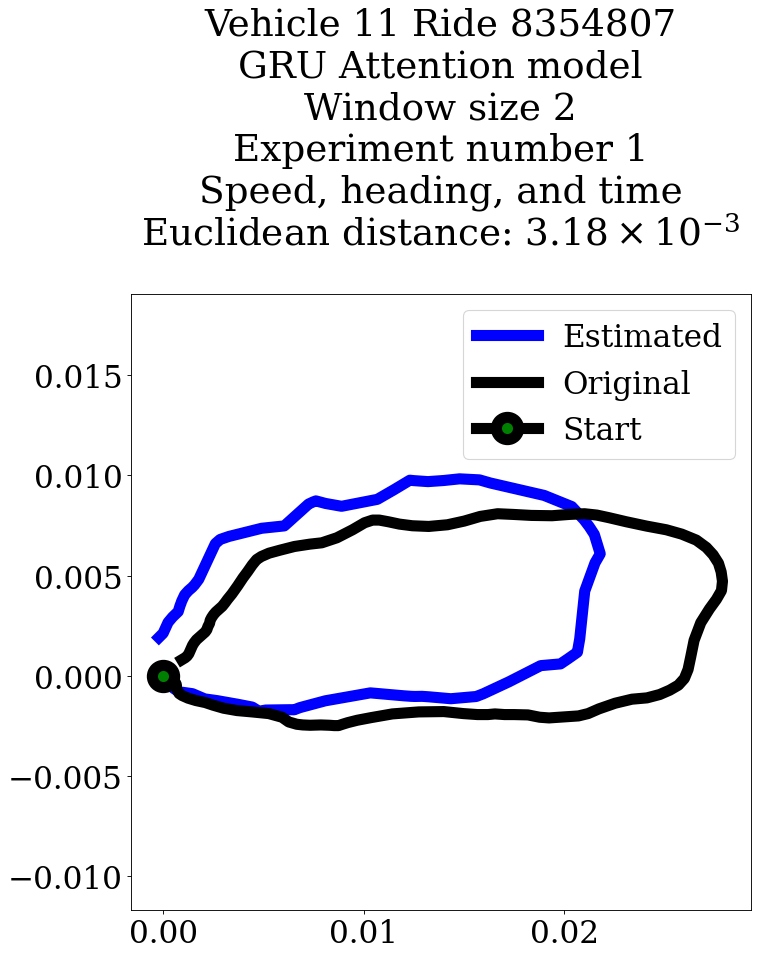 Vehicle 11 Ride 8354807
GRU Attention model
Window size 2
Experiment number 1
Speed, heading, and time
Euclidean distance: 3.18 × 10⁻³
Estimated
Original
Start
0.015
0.010
0.005
0.000
−0.005
−0.010
0.00 0.01 0.02